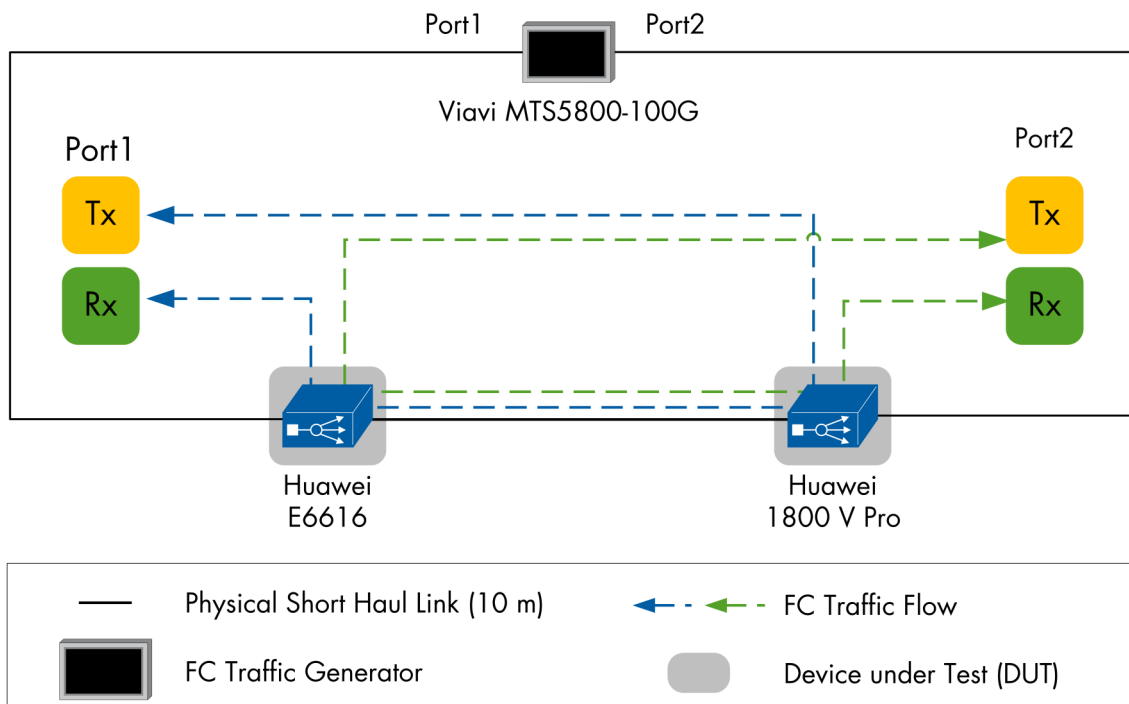 Port1
Port2
Viavi MTS5800-100G
Port1
Port2
Tx
Tx
Rx
Rx
Huawei
E6616
Huawei
1800 V Pro
Physical Short Haul Link (10 m)
FC Traffic Flow
FC Traffic Generator
Device under Test (DUT)